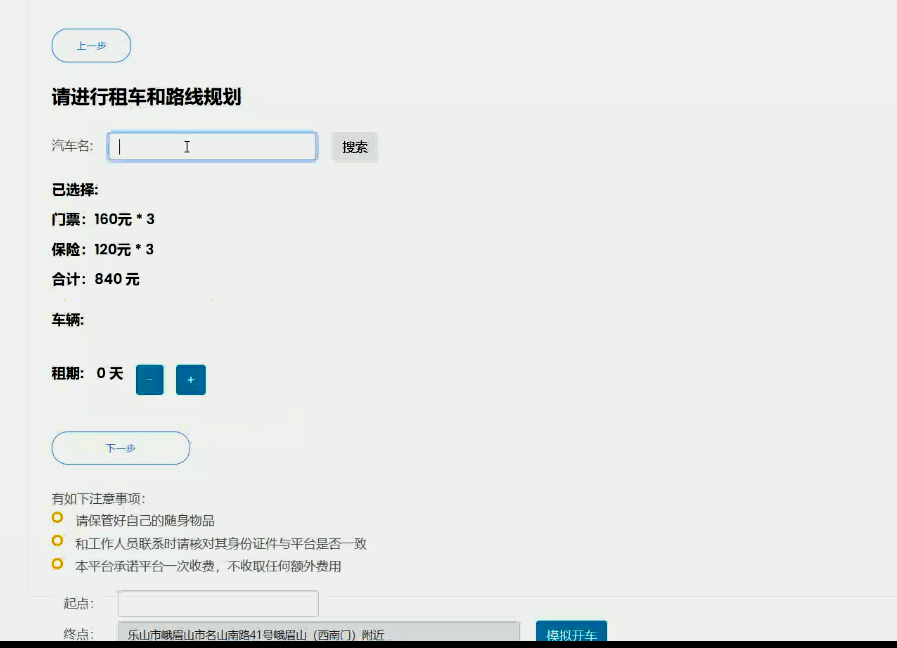 上一步
请进行租车和路线规划
汽车名: 搜索
已选择:
门票: 160元 * 3
保险: 120元 * 3
合计: 840 元
车辆:
租期: 0 天 - +
下一步
有如下注意事项:
请保管好自己的随身物品
和工作人员联系时请核对其身份证件与平台是否一致
本平台承诺平台一次收费，不收取任何额外费用
起点:
终点: 乐山市峨眉山市名山南路41号峨眉山（西南门）附近 模拟开车